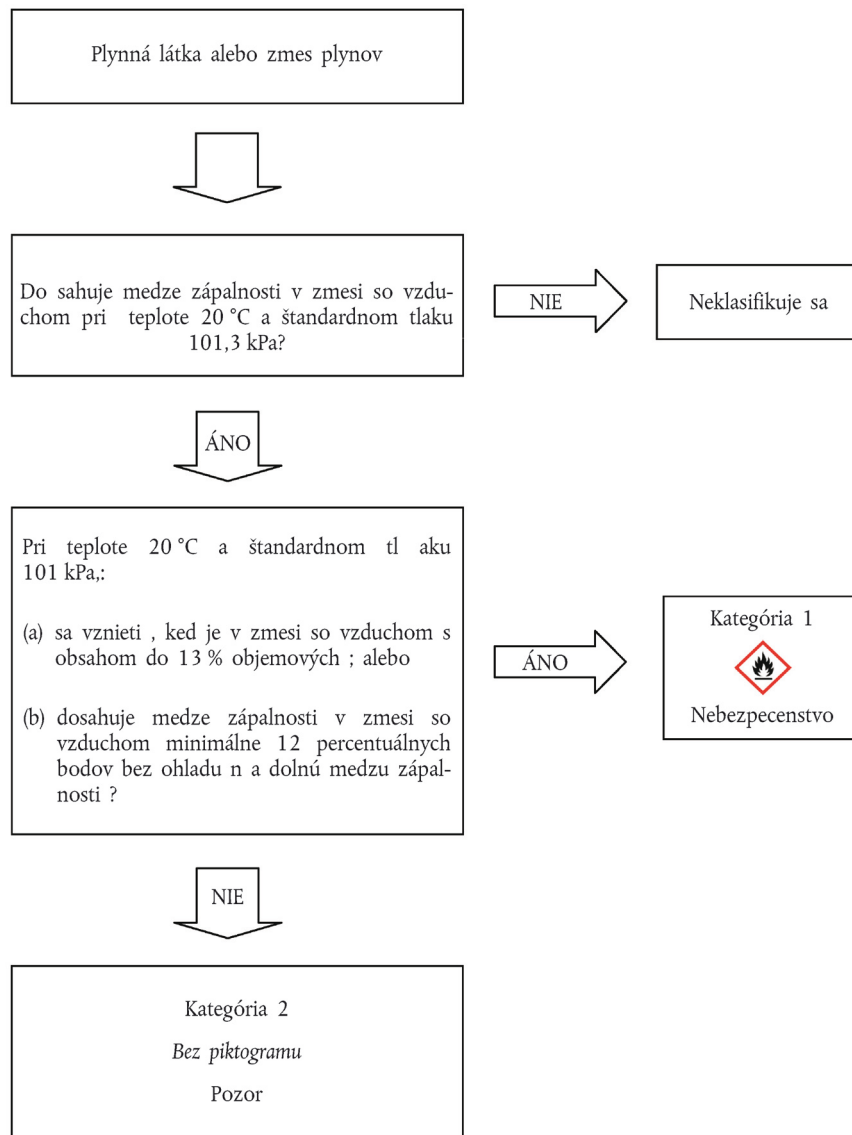 Plynná látka alebo zmes plynov
Do sahuje medze zápalnosti v zmesi so vzdu-
chom pri teplote 20 °C a štandardnom tlaku
101,3 kPa?
NIE
Neklasifikuje sa
ÁNO
Pri teplote 20 °C a štandardnom tl aku
101 kPa,:
(a) sa vznieti , ked je v zmesi so vzduchom s
obsahom do 13 % objemových ; alebo
(b) dosahuje medze zápalnosti v zmesi so
vzduchom minimálne 12 percentuálnych
bodov bez ohladu n a dolnú medzu zápal-
nosti ?
ÁNO
Kategória 1
Nebezpecenstvo
NIE
Kategória 2
Bez piktogramu
Pozor